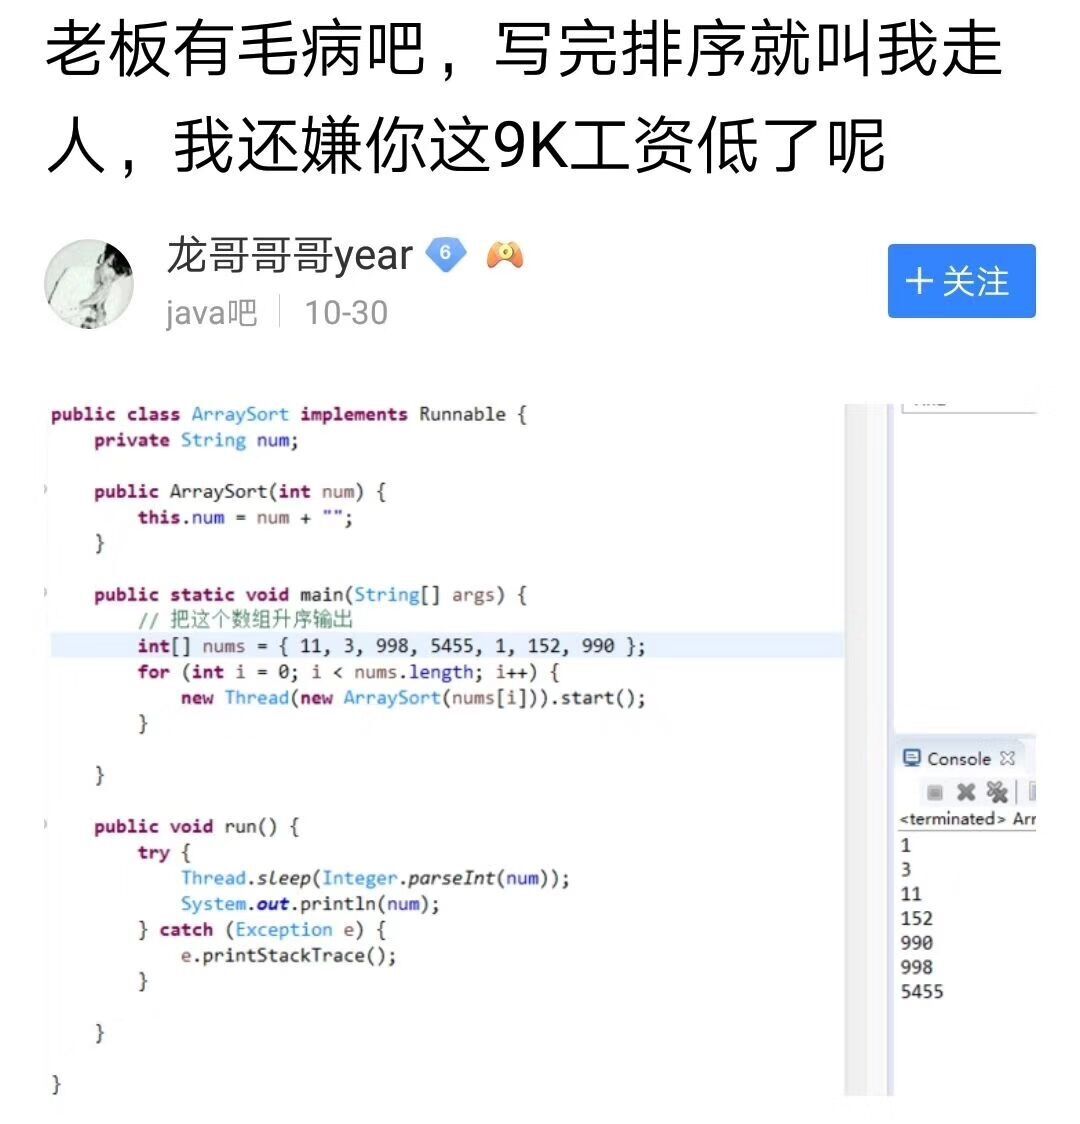 老板有毛病吧，写完排序就叫我走
人，我还嫌你这9K工资低了呢
龙哥哥哥year 6
java吧 | 10-30
+ 关注
public class ArraySort implements Runnable {
private String num;
public ArraySort(int num) {
this.num = num + "";
}
public static void main(String[] args) {
// 把这个数组升序输出
int[] nums = { 11, 3, 998, 5455, 1, 152, 990 };
for (int i = 0; i < nums.length; i++) {
new Thread(new ArraySort(nums[i])).start();
}
}
public void run() {
try {
Thread.sleep(Integer.parseInt(num));
System.out.println(num);
} catch (Exception e) {
e.printStackTrace();
}
}
}
Console
<terminated> Arr
1
3
11
152
990
998
5455